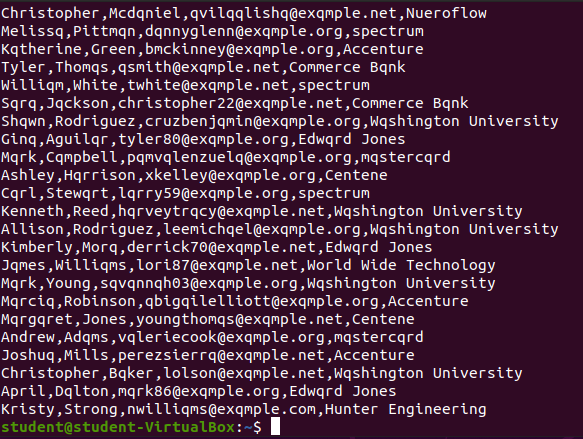 Christopher,Mcdqniel,qvilqqlishq@exqmple.net,Nueroflow
Melissq,Pittmqn,dqnnyglenn@exqmple.org,spectrum
Kqtherine,Green,bmckinney@exqmple.org,Accenture
Tyler,Thomqs,qsmith@exqmple.net,Commerce Bqnk
Williqm,White,twhite@exqmple.net,spectrum
Sqrq,Jqckson,christopher22@exqmple.net,Commerce Bqnk
Shqwn,Rodriguez,cruzbenjqmin@exqmple.org,Wqshington University
Ginq,Aguilqr,tyler80@exqmple.org,Edwqrd Jones
Mqrk,Cqmpbell,pqmvqlenzuelq@exqmple.org,mqstercqrd
Ashley,Hqrrison,xkelley@exqmple.org,Centene
Cqrl,Stewqrt,lqrry59@exqmple.org,spectrum
Kenneth,Reed,hqrveytrqcy@exqmple.net,Wqshington University
Allison,Rodriguez,leemichqel@exqmple.org,Wqshington University
Kimberly,Morq,derrick70@exqmple.net,Edwqrd Jones
Jqmes,Williqms,lori87@exqmple.net,World Wide Technology
Mqrk,Young,sqvqnnqh03@exqmple.org,Wqshington University
Mqrciq,Robinson,qbigqilelliott@exqmple.org,Accenture
Mqrgqret,Jones,youngthomqs@exqmple.net,Centene
Andrew,Adqms,vqleriecook@exqmple.org,mqstercqrd
Joshuq,Mills,perezsierrq@exqmple.net,Accenture
Christopher,Bqker,lolson@exqmple.net,Wqshington University
April,Dqlton,mqrk86@exqmple.org,Edwqrd Jones
Kristy,Strong,nwilliqms@exqmple.com,Hunter Engineering
student@student-VirtualBox:~$